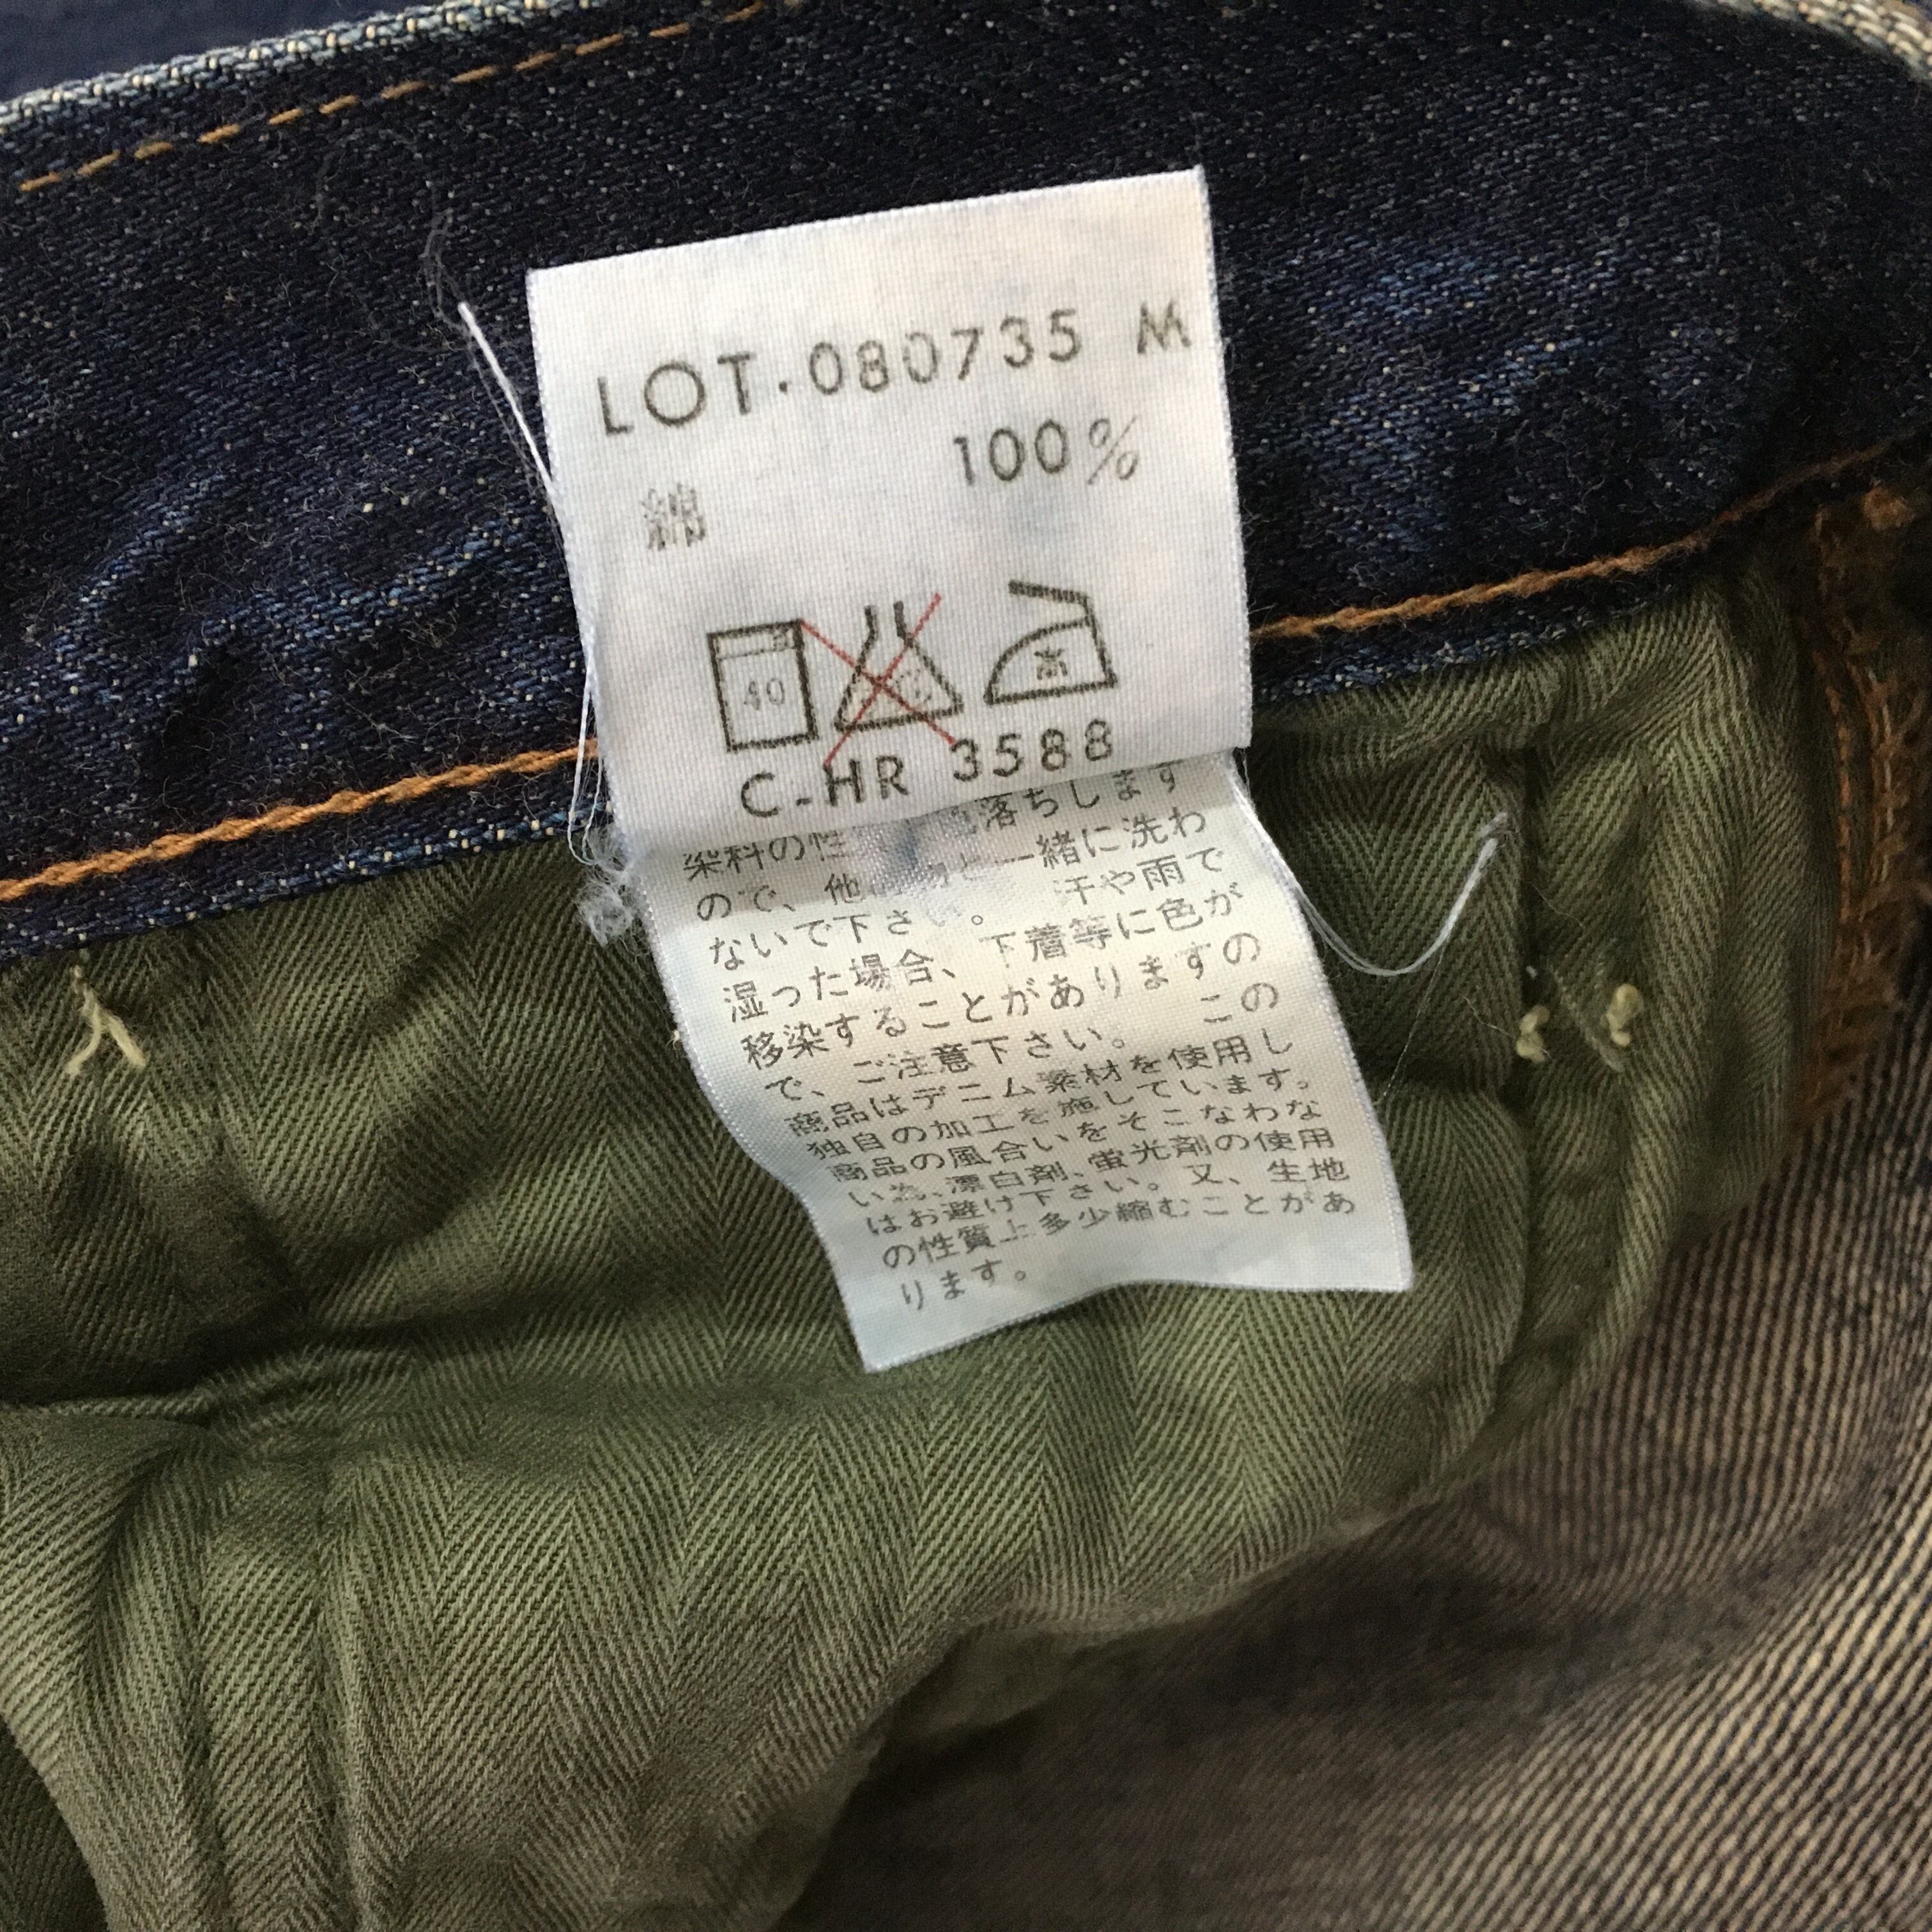 LOT.080735 M
綿 100%
40
高
C-HR 3588
染料の性 落ちします
ので、他 と一緒に洗わ
ないで下さい。 汗や雨で
湿った場合、下着等に色が
移染することがありますの
で、ご注意下さい。 この
商品はデニム素材を使用し
独自の加工を施しています。
商品の風合いをそこなわな
い為、漂白剤、蛍光剤の使用
はお避け下さい。又、生地
の性質上多少縮むことがあ
ります。